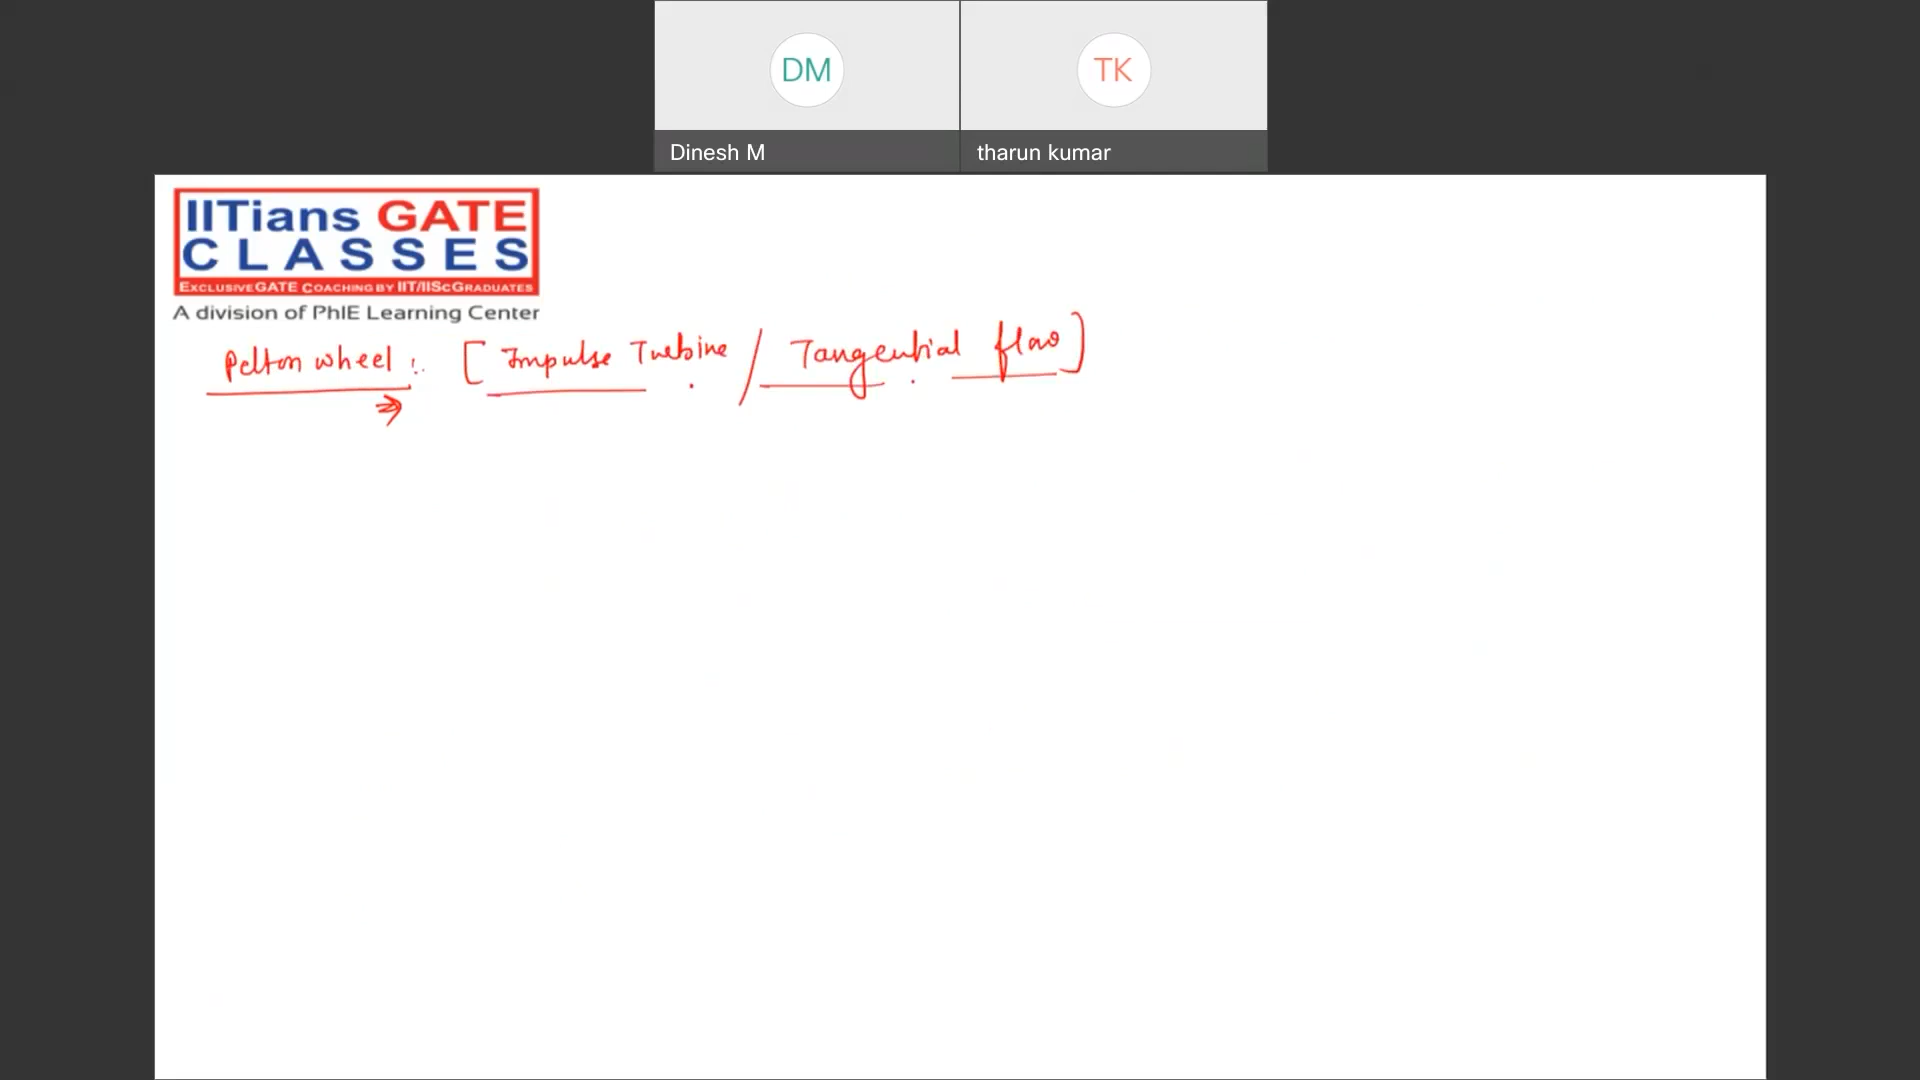 DM
TK
Dinesh M
tharun kumar
IITians GATE
CLASSES
EXCLUSIVE GATE COACHING BY IIT/IISc GRADUATES
A division of PhIE Learning Center
Pelton wheel :. [ Impulse Turbine / Tangential flow ]